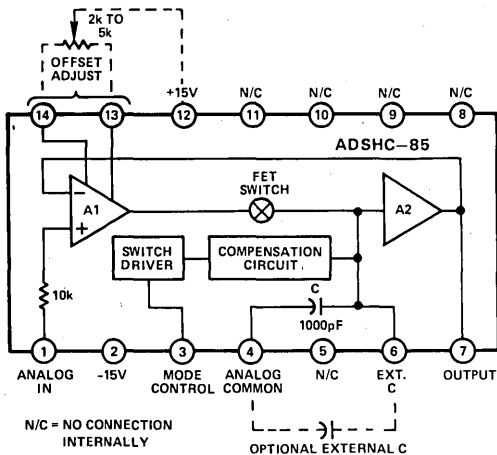 2k TO
5k
OFFSET
ADJUST
+15V
N/C
N/C
N/C
N/C
14
13
12
11
10
9
8
ADSHC–85
FET
SWITCH
–
A1
+
A2
SWITCH
DRIVER
COMPENSATION
CIRCUIT
C
1000pF
10k
1
2
3
4
5
6
7
ANALOG
IN
–15V
MODE
CONTROL
ANALOG
COMMON
N/C
EXT.
C
OUTPUT
N/C = NO CONNECTION
INTERNALLY
OPTIONAL EXTERNAL C